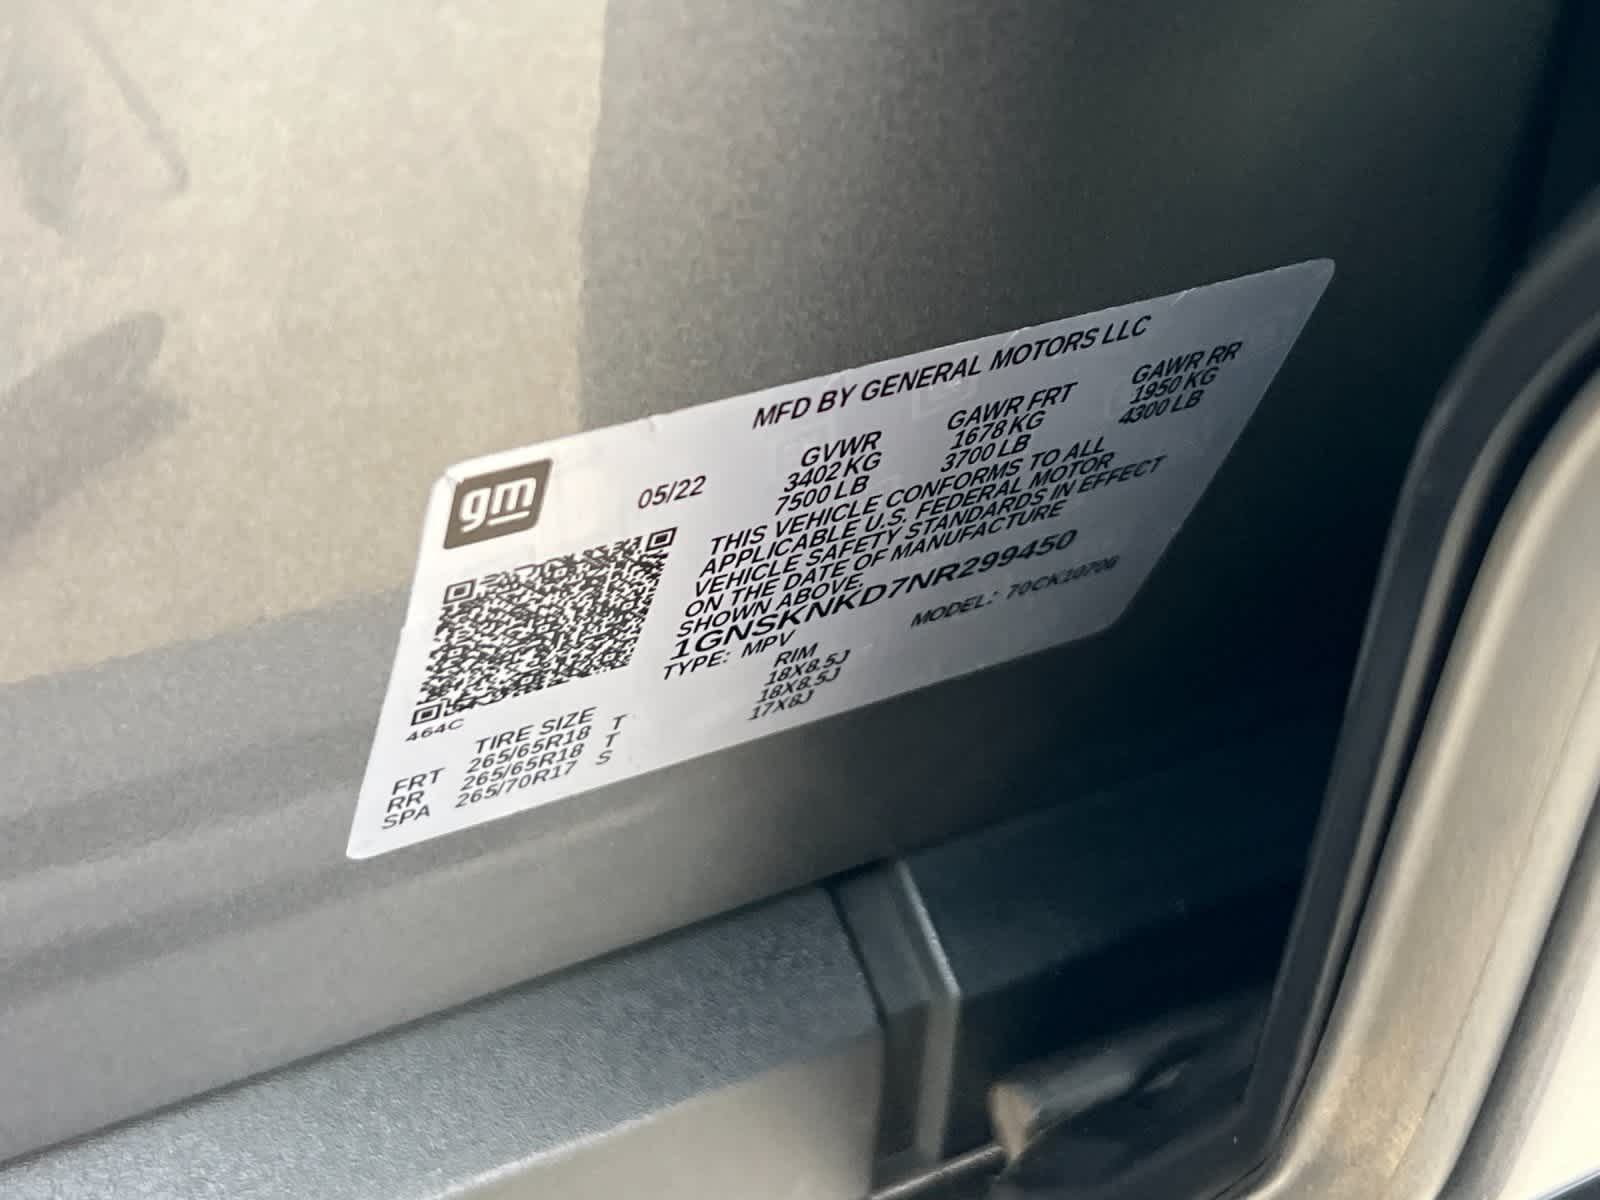 MFD BY GENERAL MOTORS LLC
gm
05/22
GVWR GAWR FRT GAWR RR
3402 KG 1678 KG 1950 KG
7500 LB 3700 LB 4300 LB
THIS VEHICLE CONFORMS TO ALL
APPLICABLE U.S. FEDERAL MOTOR
VEHICLE SAFETY STANDARDS IN EFFECT
ON THE DATE OF MANUFACTURE
SHOWN ABOVE.
1GNSKNKD7NR299450
TYPE: MPV MODEL: 70CK10706
464C
TIRE SIZE RIM
FRT 265/65R18 T 18X8.5J
RR 265/65R18 T 18X8.5J
SPA 265/70R17 S 17X8J